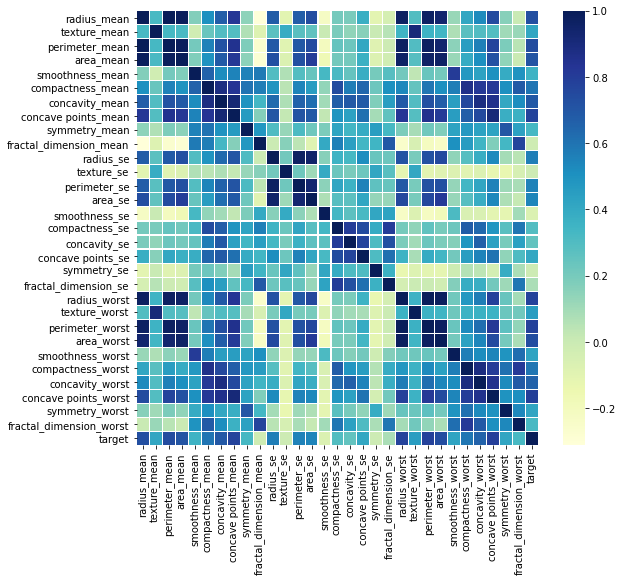 radius_mean
texture_mean
perimeter_mean
area_mean
smoothness_mean
compactness_mean
concavity_mean
concave points_mean
symmetry_mean
fractal_dimension_mean
radius_se
texture_se
perimeter_se
area_se
smoothness_se
compactness_se
concavity_se
concave points_se
symmetry_se
fractal_dimension_se
radius_worst
texture_worst
perimeter_worst
area_worst
smoothness_worst
compactness_worst
concavity_worst
concave points_worst
symmetry_worst
fractal_dimension_worst
target
radius_mean
texture_mean
perimeter_mean
area_mean
smoothness_mean
compactness_mean
concavity_mean
concave points_mean
symmetry_mean
fractal_dimension_mean
radius_se
texture_se
perimeter_se
area_se
smoothness_se
compactness_se
concavity_se
concave points_se
symmetry_se
fractal_dimension_se
radius_worst
texture_worst
perimeter_worst
area_worst
smoothness_worst
compactness_worst
concavity_worst
concave points_worst
symmetry_worst
fractal_dimension_worst
target
1.0
0.8
0.6
0.4
0.2
0.0
−0.2